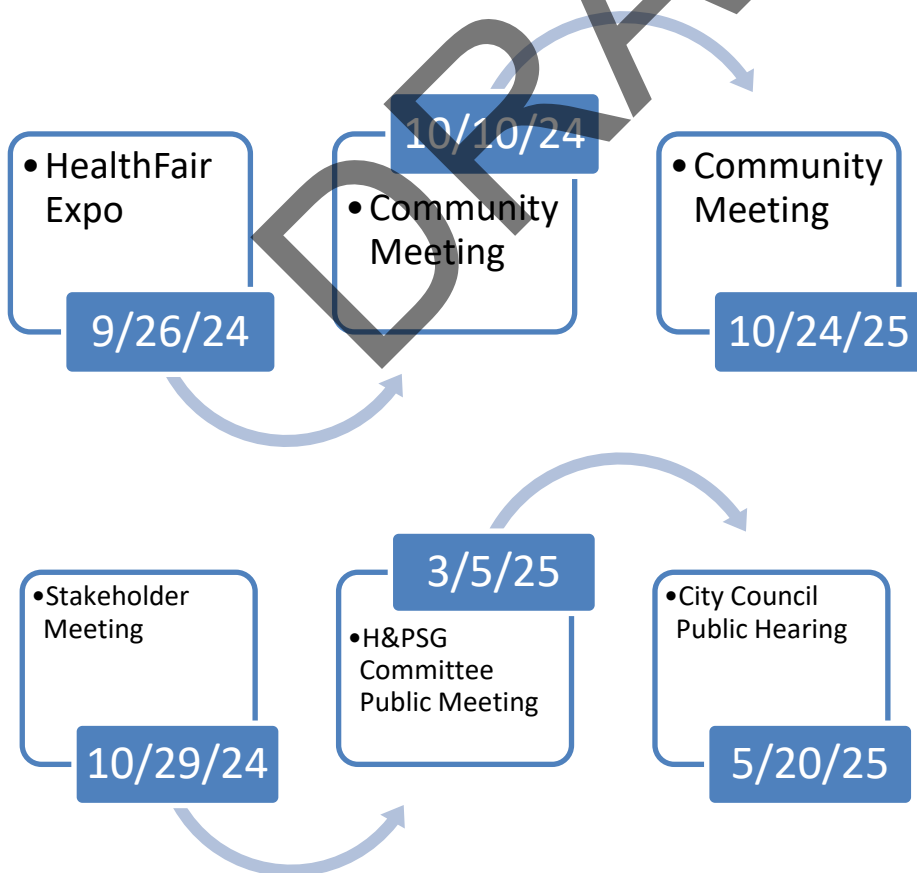 • HealthFair
Expo
9/26/24
10/10/24
• Community
Meeting
• Community
Meeting
10/24/25
•Stakeholder
Meeting
10/29/24
3/5/25
•H&PSG
Committee
Public Meeting
•City Council
Public Hearing
5/20/25
DRA